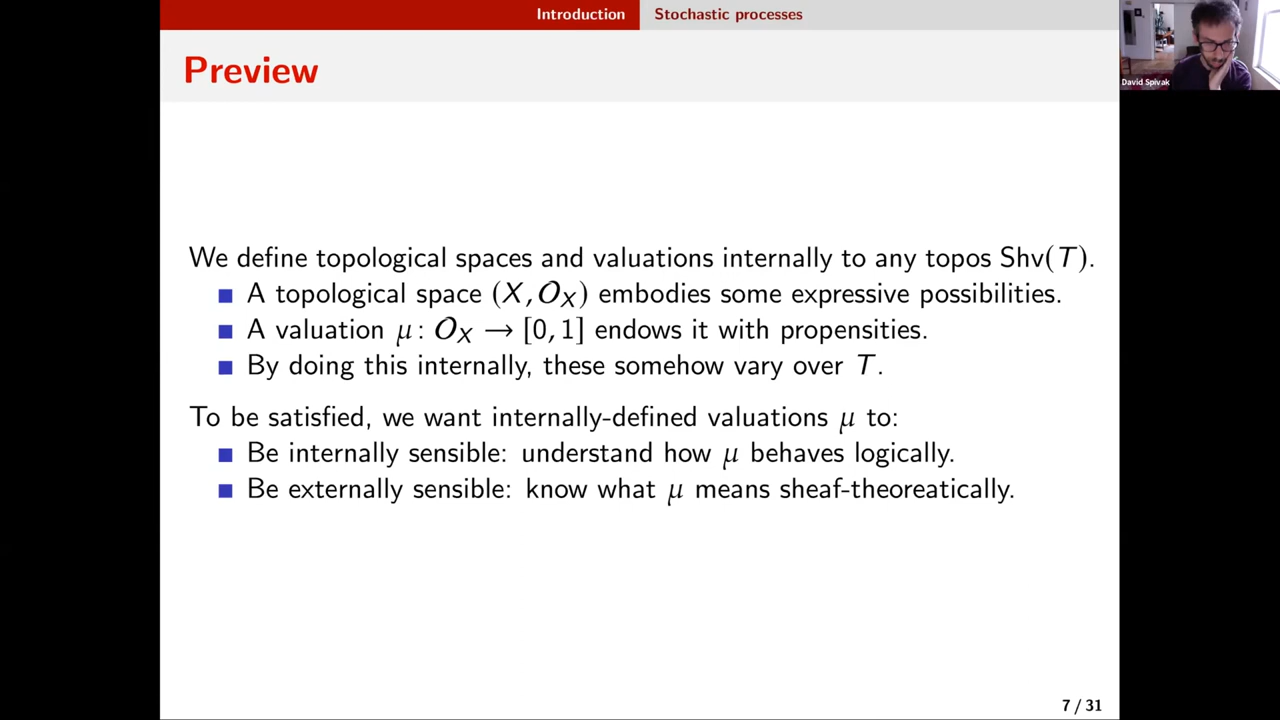 Introduction
Stochastic processes
David Spivak
Preview
We define topological spaces and valuations internally to any topos Shv(T).
■ A topological space (X, 𝒪_X) embodies some expressive possibilities.
■ A valuation μ: 𝒪_X → [0, 1] endows it with propensities.
■ By doing this internally, these somehow vary over T.
To be satisfied, we want internally-defined valuations μ to:
■ Be internally sensible: understand how μ behaves logically.
■ Be externally sensible: know what μ means sheaf-theoreatically.
7 / 31